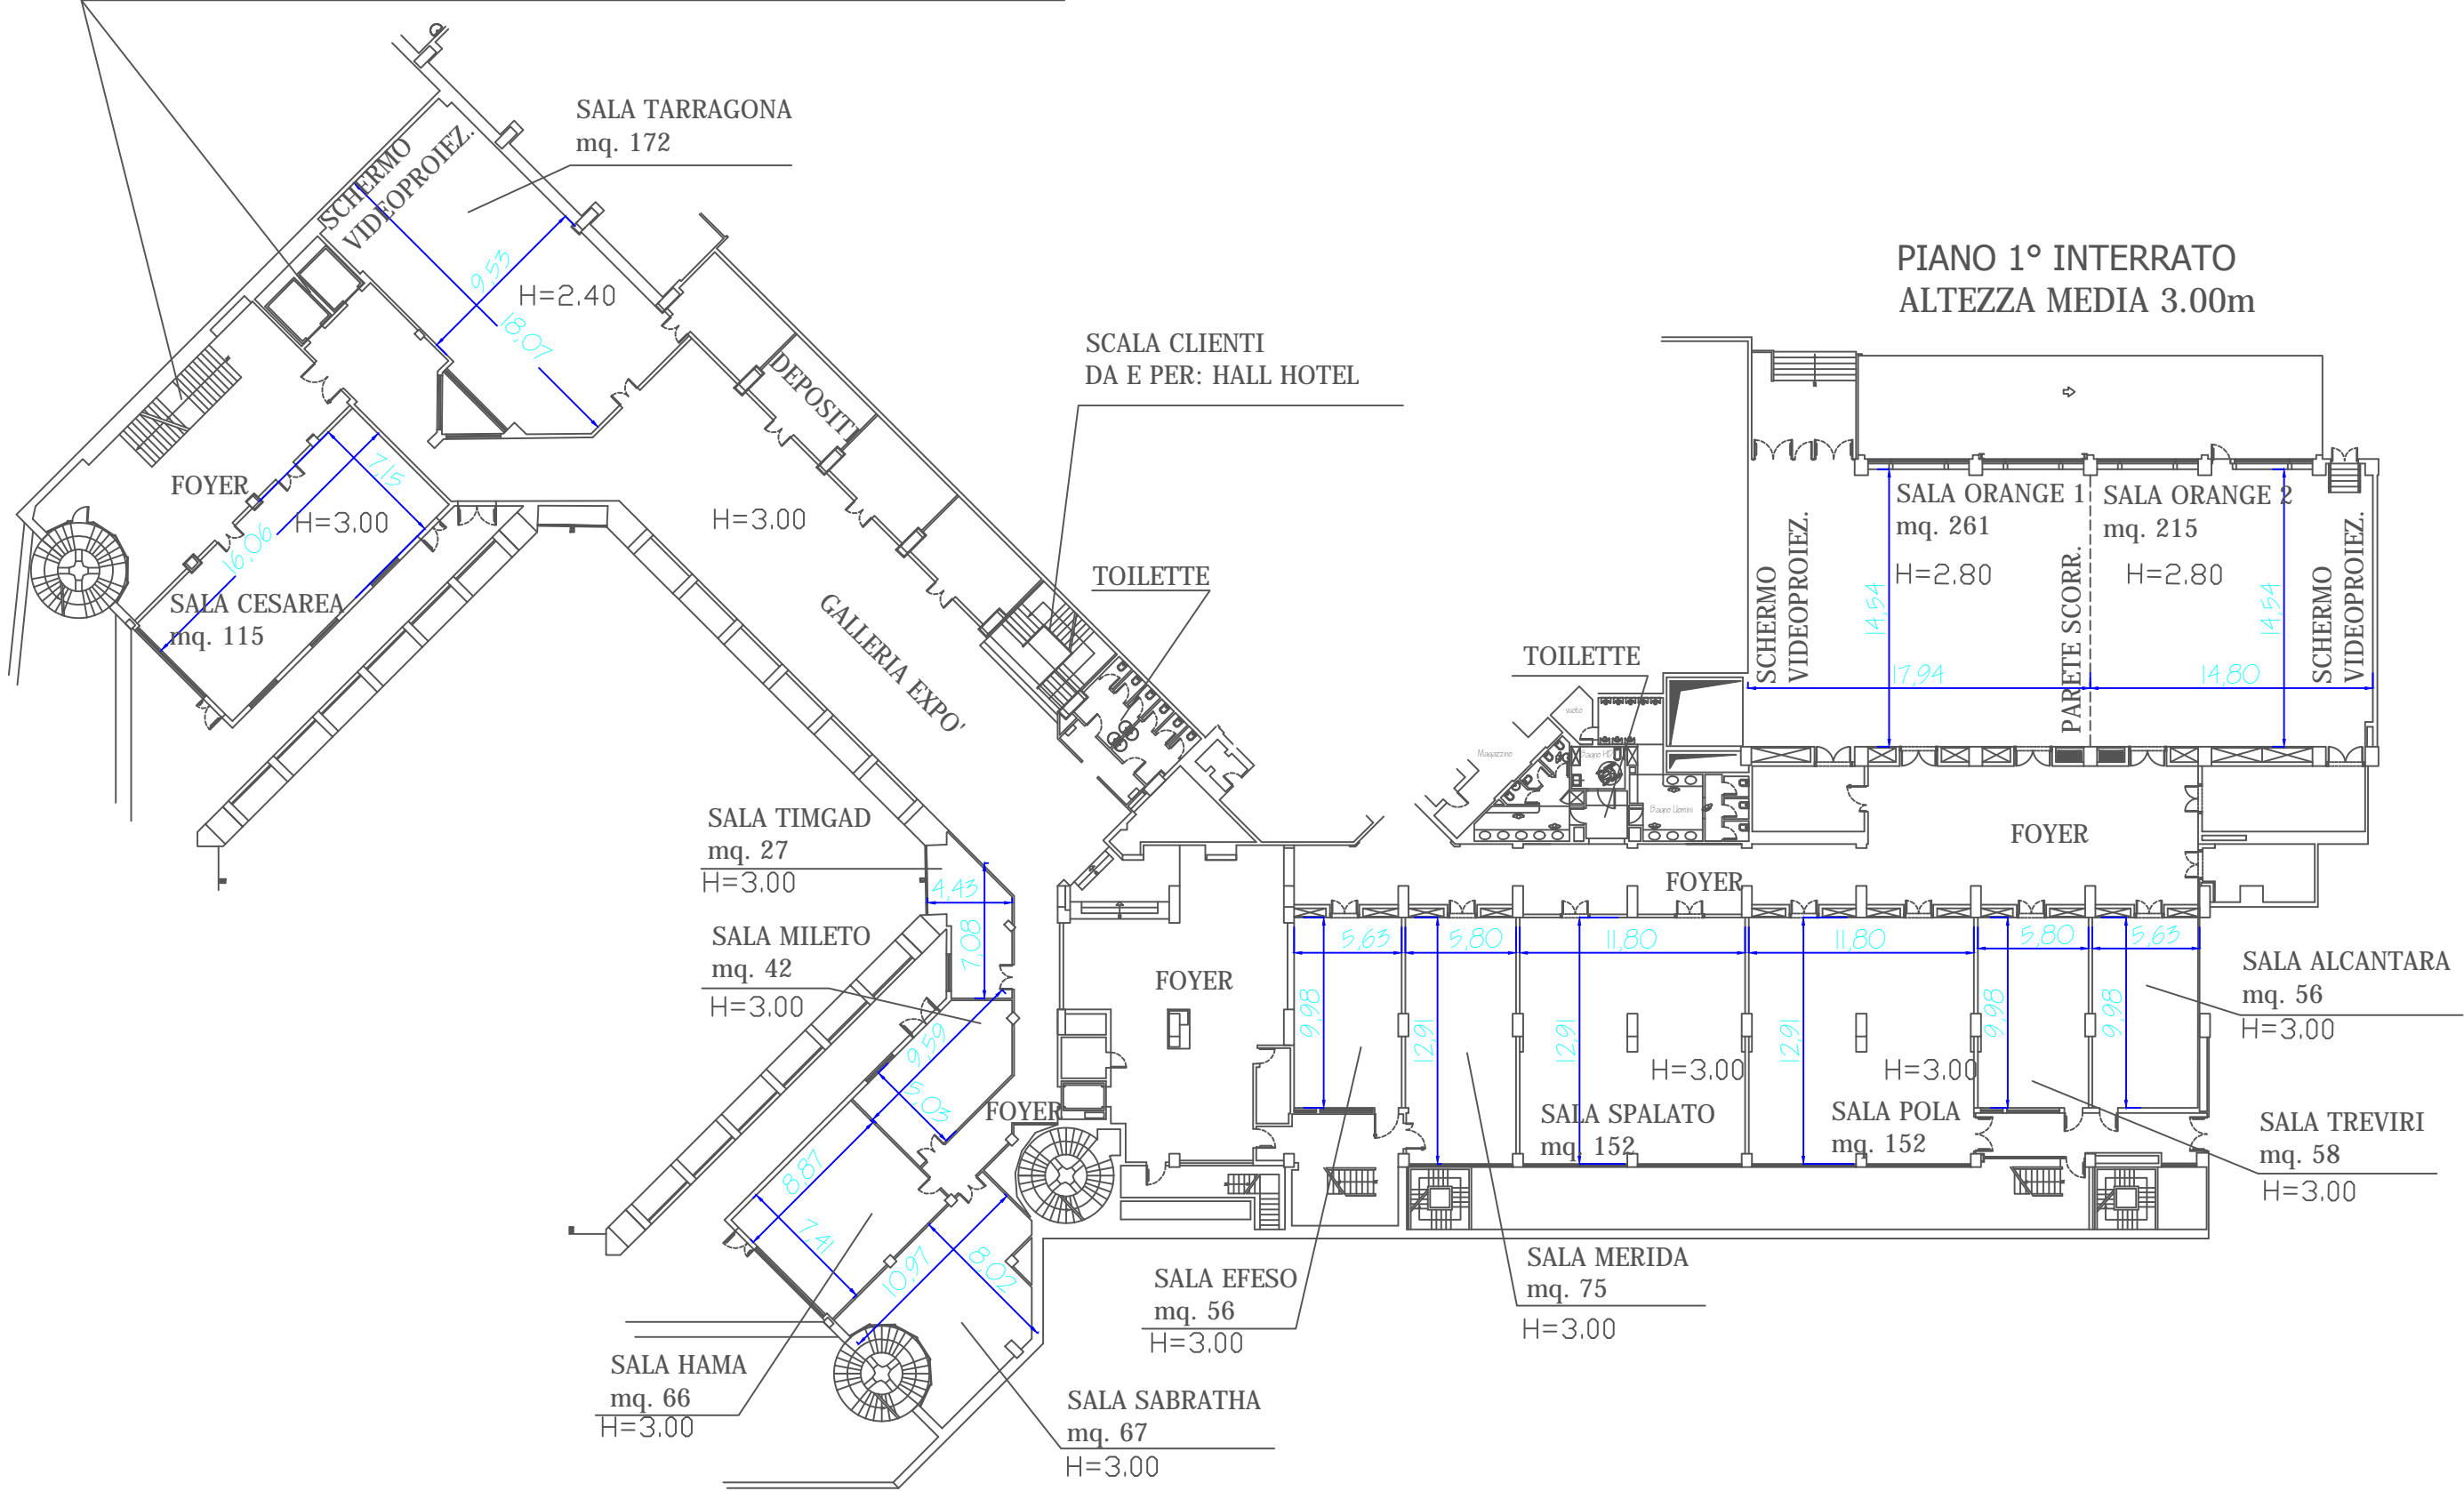 SALA TARRAGONA
mq. 172
SCHERMO
VIDEOPROIEZ.
9,53
H=2.40
18,07
PIANO 1° INTERRATO
ALTEZZA MEDIA 3.00m
SCALA CLIENTI
DA E PER: HALL HOTEL
DEPOSITI
FOYER
7,15
H=3.00
16,06
SALA CESAREA
mq. 115
H=3.00
GALLERIA EXPO'
TOILETTE
SALA ORANGE 1
mq. 261
H=2.80
SALA ORANGE 2
mq. 215
H=2.80
SCHERMO
VIDEOPROIEZ.
14,54
PARETE SCORR.
14,54
SCHERMO
VIDEOPROIEZ.
17,94
14,80
TOILETTE
vuoto
Magazzino
Bagno Uomini
FOYER
FOYER
SALA TIMGAD
mq. 27
H=3.00
4,43
7,08
SALA MILETO
mq. 42
H=3.00
9,59
5,03
FOYER
FOYER
5,63
5,80
11,80
11,80
5,80
5,63
9,98
12,91
12,91
12,91
9,98
9,98
H=3.00
H=3.00
SALA SPALATO
mq. 152
SALA POLA
mq. 152
SALA ALCANTARA
mq. 56
H=3.00
SALA TREVIRI
mq. 58
H=3.00
8,87
7,41
10,97
8,02
SALA EFESO
mq. 56
H=3.00
SALA MERIDA
mq. 75
H=3.00
SALA HAMA
mq. 66
H=3.00
SALA SABRATHA
mq. 67
H=3.00